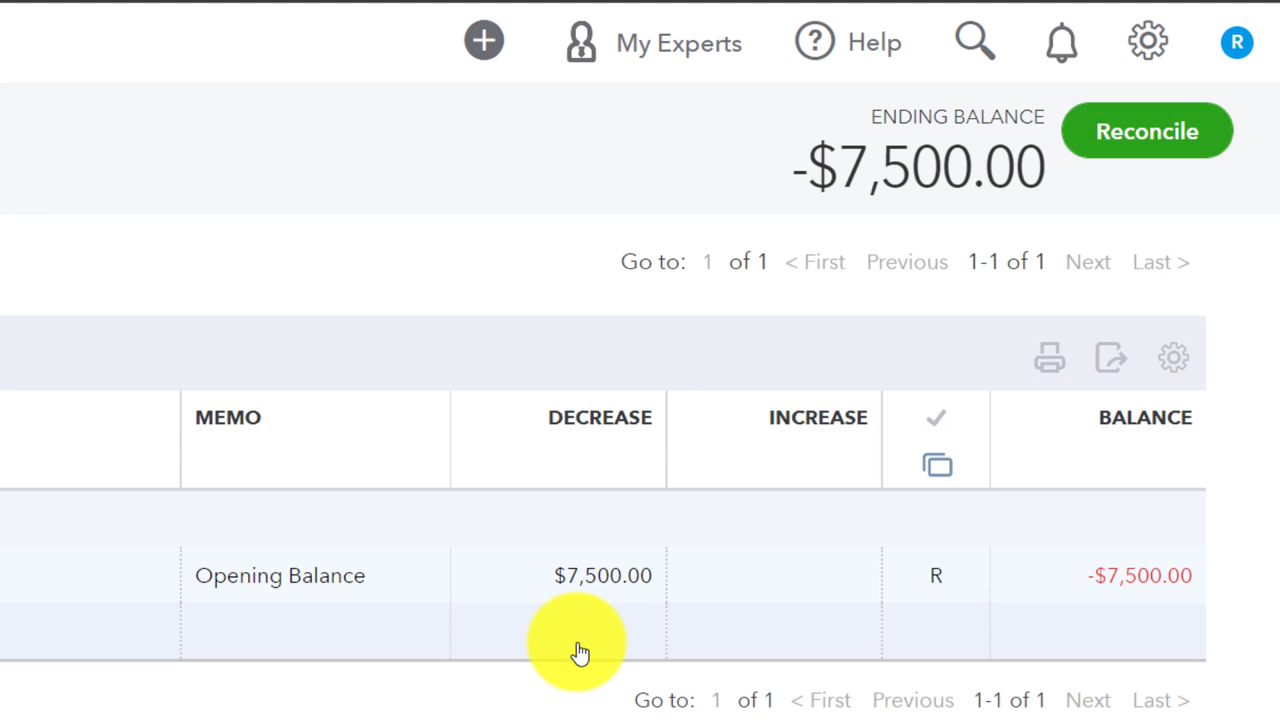 My Experts Help R
ENDING BALANCE
-$7,500.00
Reconcile
Go to: 1 of 1 < First Previous 1-1 of 1 Next Last >
MEMO DECREASE INCREASE BALANCE
Opening Balance $7,500.00 R -$7,500.00
Go to: 1 of 1 < First Previous 1-1 of 1 Next Last >